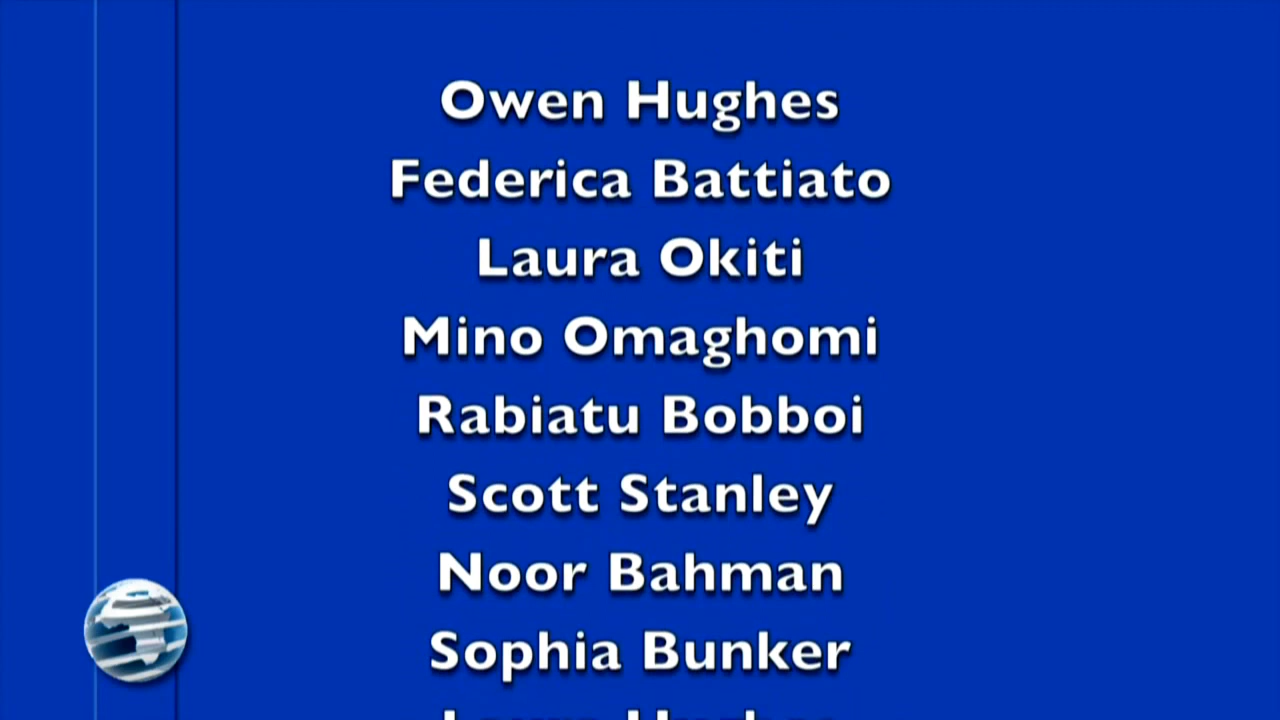 Owen Hughes
Federica Battiato
Laura Okiti
Mino Omaghomi
Rabiatu Bobboi
Scott Stanley
Noor Bahman
Sophia Bunker